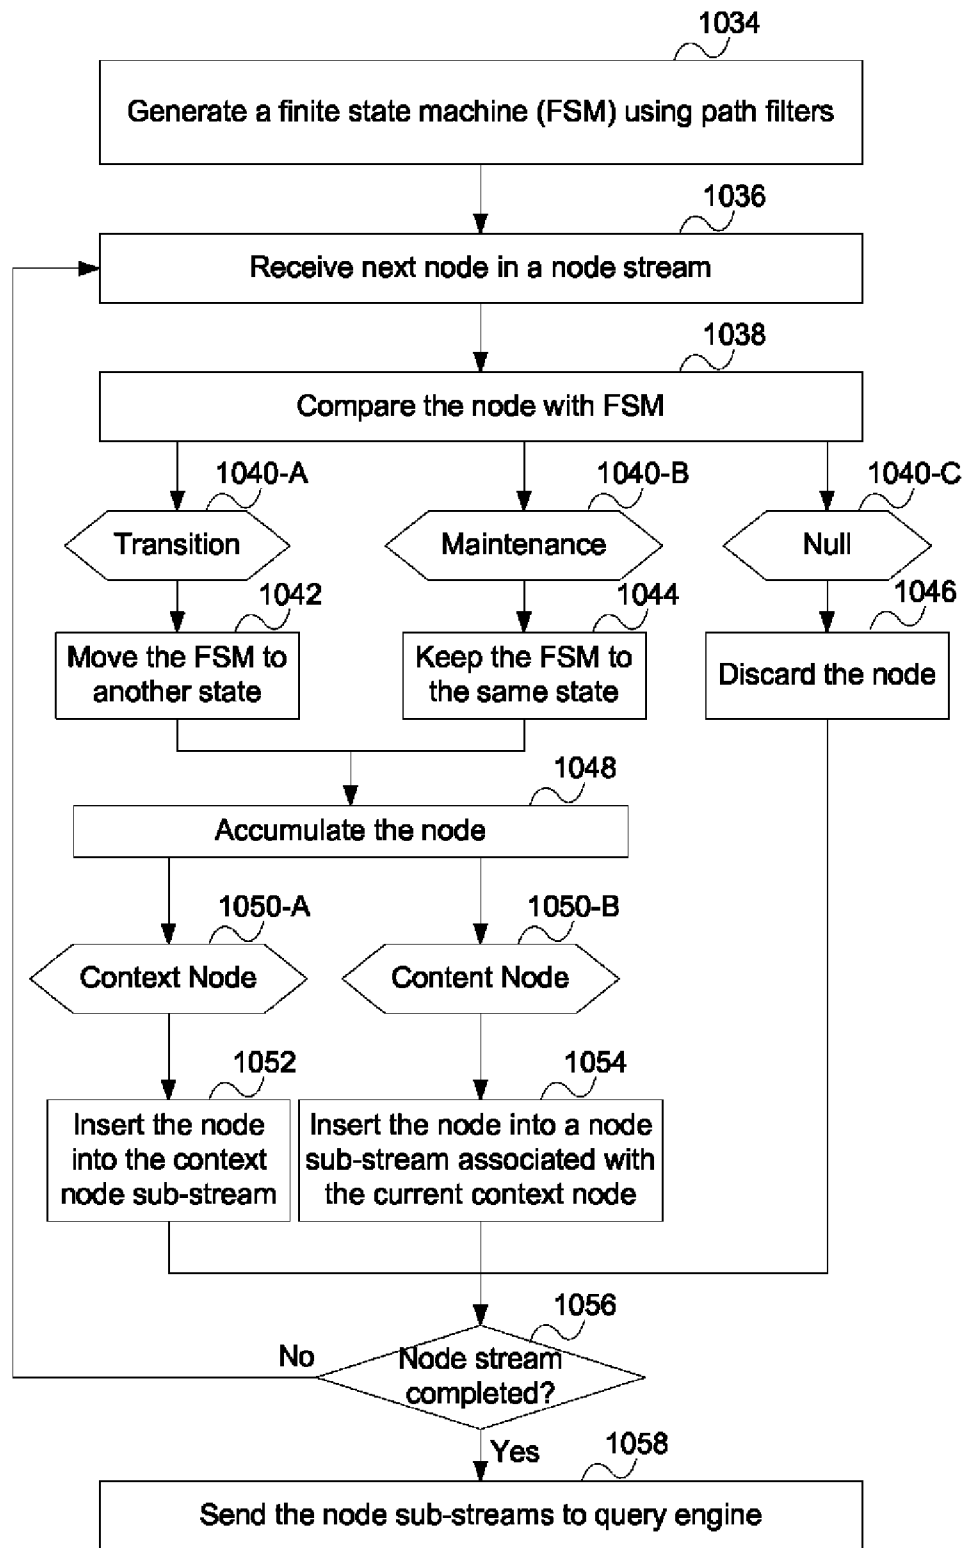 1034
Generate a finite state machine (FSM) using path filters
1036
Receive next node in a node stream
1038
Compare the node with FSM
1040-A
1040-B
1040-C
Transition
Maintenance
Null
1042
1044
1046
Move the FSM to
another state
Keep the FSM to
the same state
Discard the node
1048
Accumulate the node
1050-A
1050-B
Context Node
Content Node
1052
1054
Insert the node
into the context
node sub-stream
Insert the node into a node
sub-stream associated with
the current context node
1056
No
Node stream
completed?
Yes
1058
Send the node sub-streams to query engine